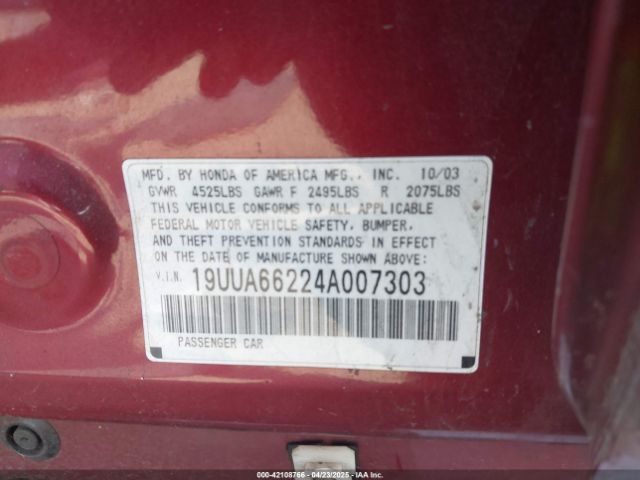 MFD. BY HONDA OF AMERICA MFG., INC. 10/03
GVWR 4525LBS GAWR F 2495LBS R 2075LBS
THIS VEHICLE CONFORMS TO ALL APPLICABLE
FEDERAL MOTOR VEHICLE SAFETY, BUMPER,
AND THEFT PREVENTION STANDARDS IN EFFECT
ON THE DATE OF MANUFACTURE SHOWN ABOVE:
V.I.N. 19UUA66224A007303
PASSENGER CAR
© IAA-42108766 - 04/23/2025 - IAAI.COM